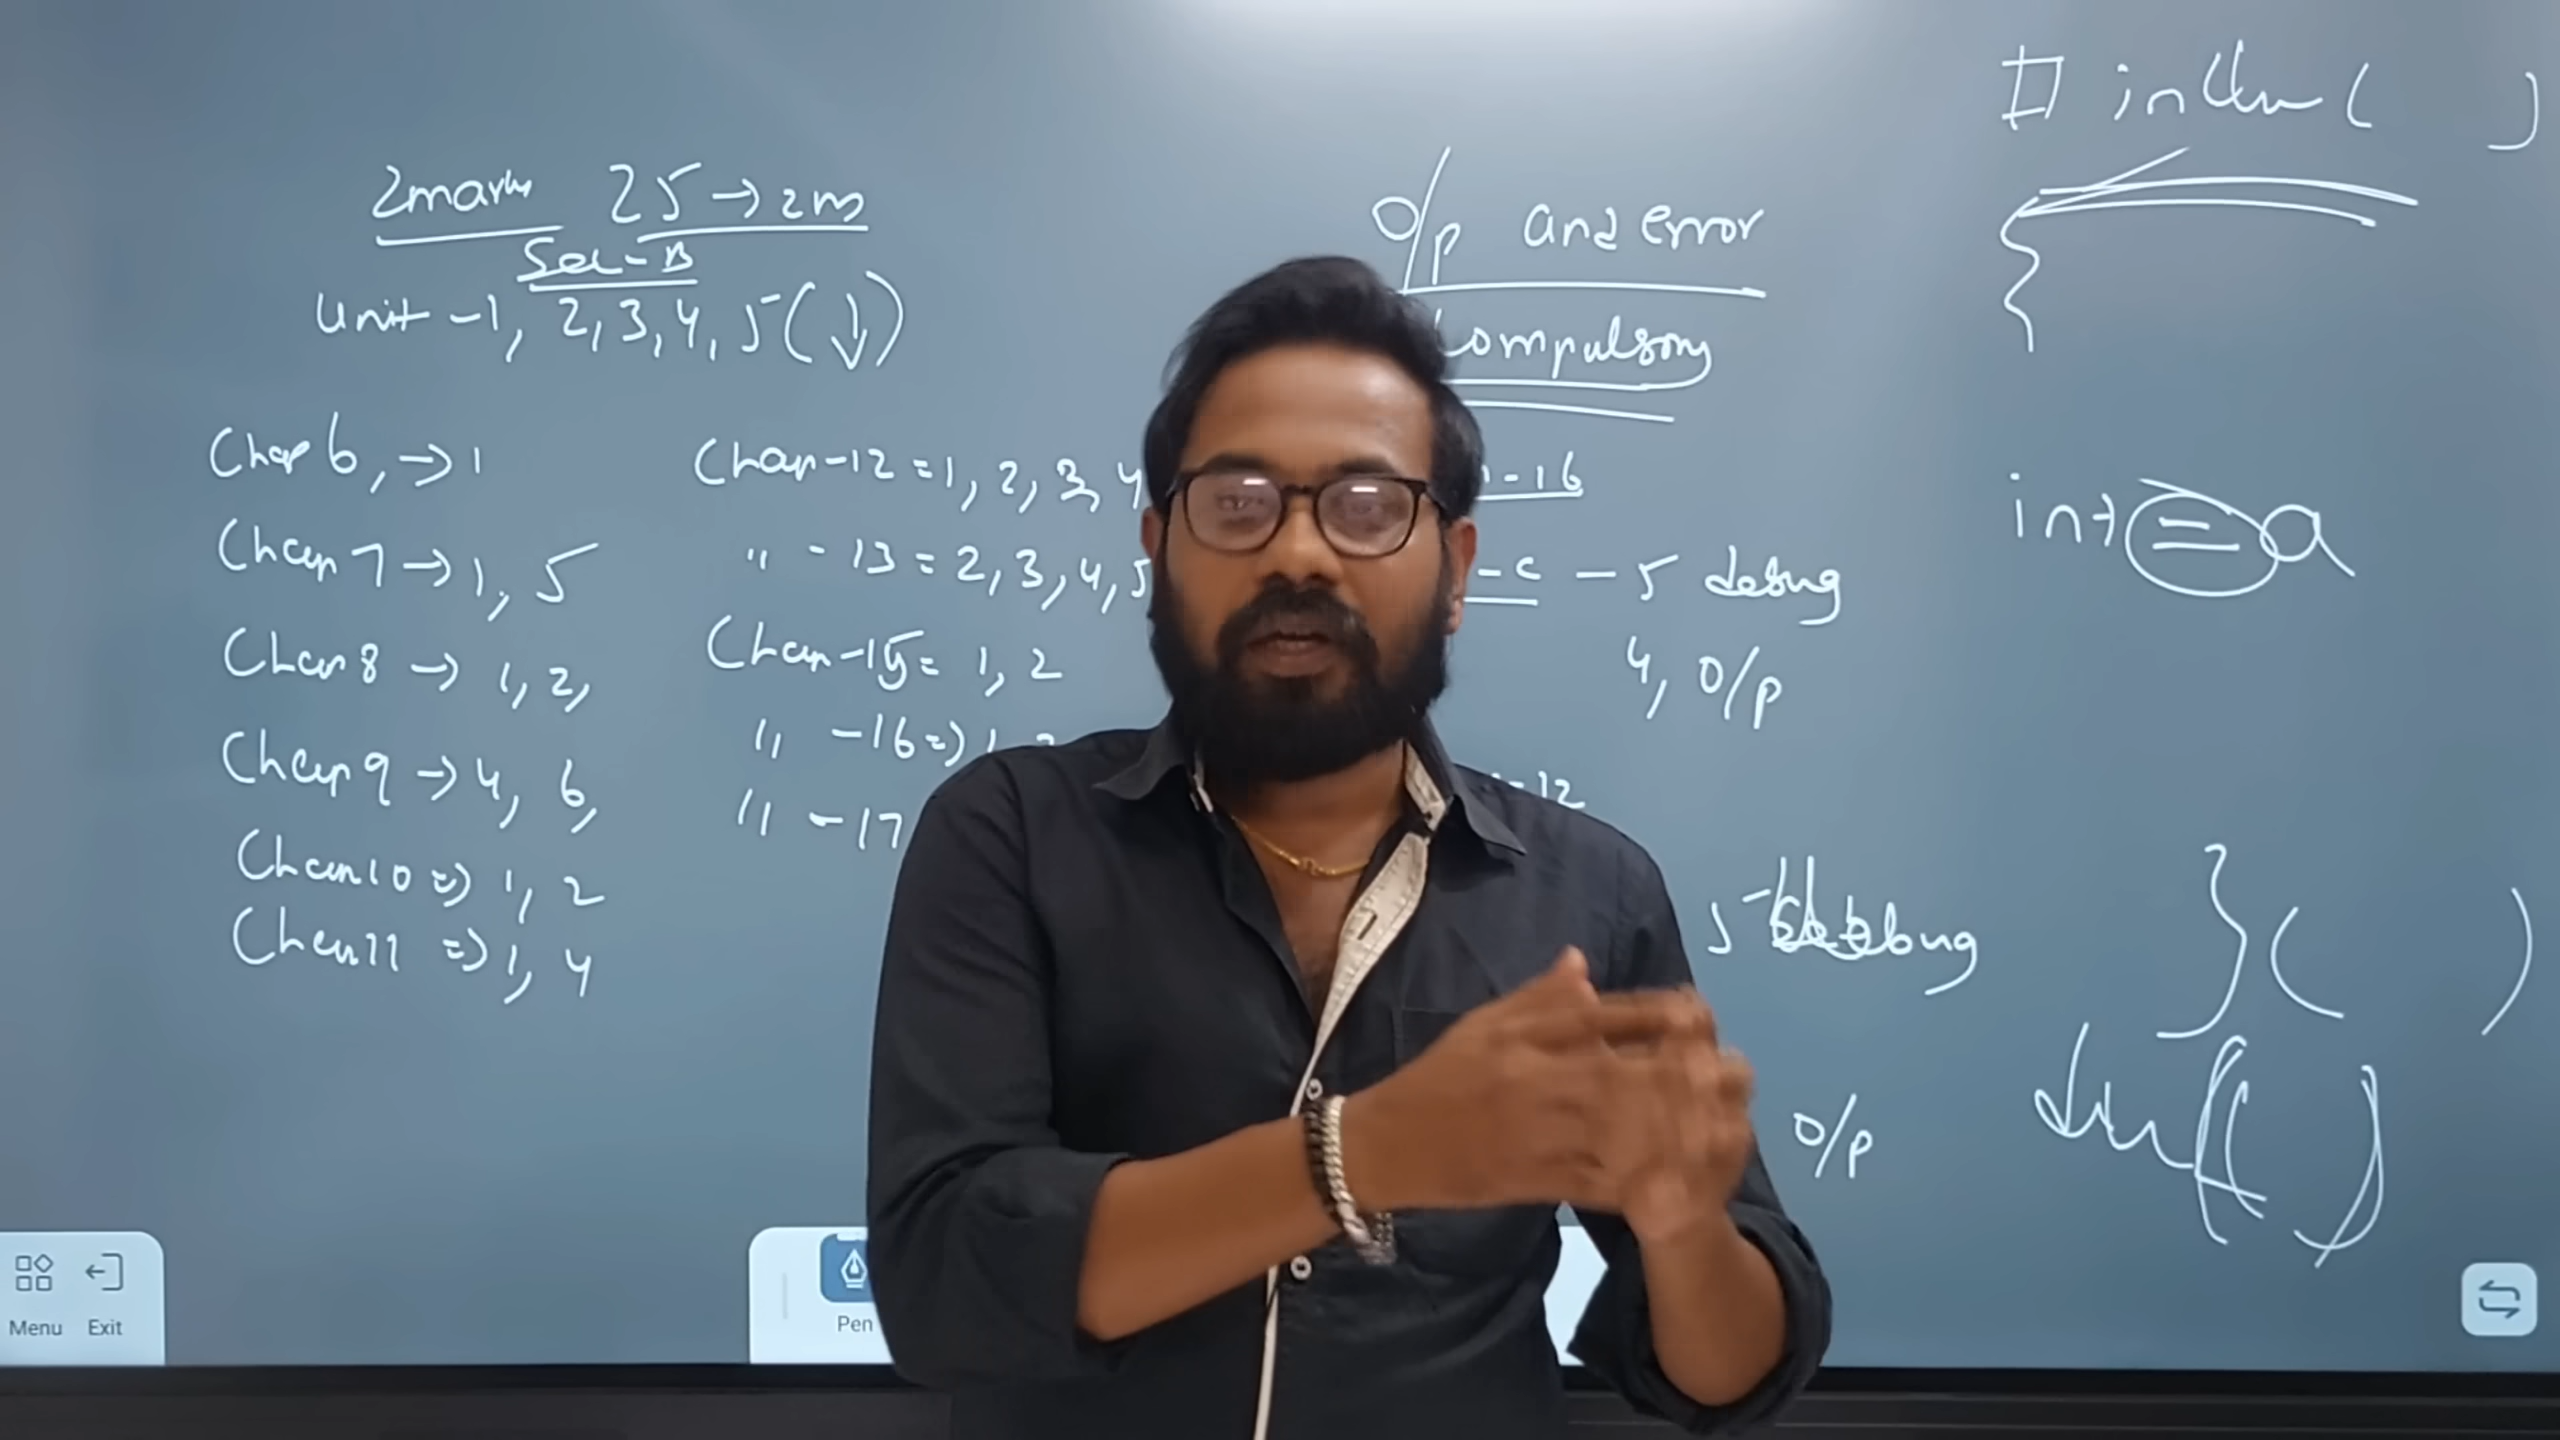 2mark 25 → 2m
Sec-B
Unit -1, 2, 3, 4, 5 (↓)
Chap 6, → 1
Chap 7 → 1, 5
Chap 8 → 1, 2,
Chap 9 → 4, 6,
Chap 10 => 1, 2
Chap 11 => 1, 4
Chap-12 = 1, 2, 3, 4
" - 13 = 2, 3, 4, 5
Chap-15 = 1, 2
" -16 =>
" - 17
O/p and error
compulsory
-16
-c - 5 debug
4, O/p
-12
5 debug
O/p
# (   )
{
int = a
} (   )
(   )
Menu Exit
Pen